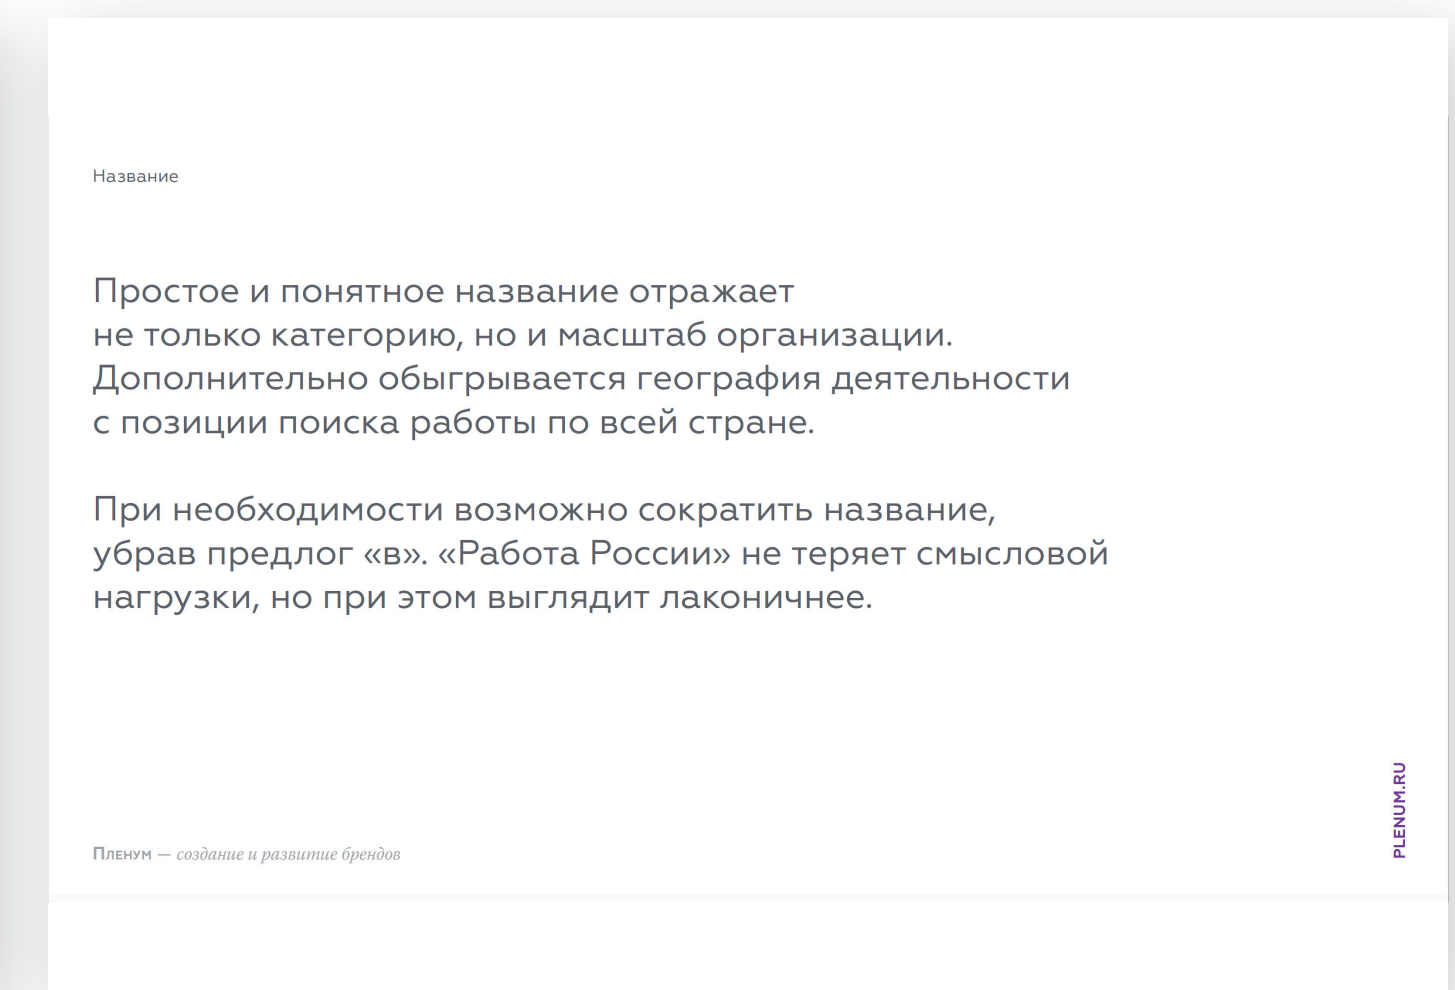 Название
Простое и понятное название отражает
не только категорию, но и масштаб организации.
Дополнительно обыгрывается география деятельности
с позиции поиска работы по всей стране.
При необходимости возможно сократить название,
убрав предлог «в». «Работа России» не теряет смысловой
нагрузки, но при этом выглядит лаконичнее.
PLENUM.RU
Пленум — создание и развитие брендов